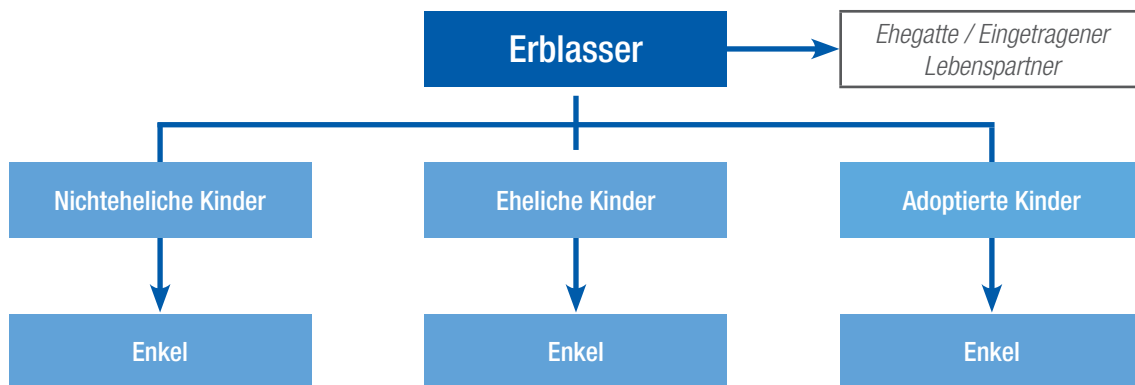 Erblasser
Ehegatte / Eingetragener
Lebenspartner
Nichteheliche Kinder
Eheliche Kinder
Adoptierte Kinder
Enkel
Enkel
Enkel